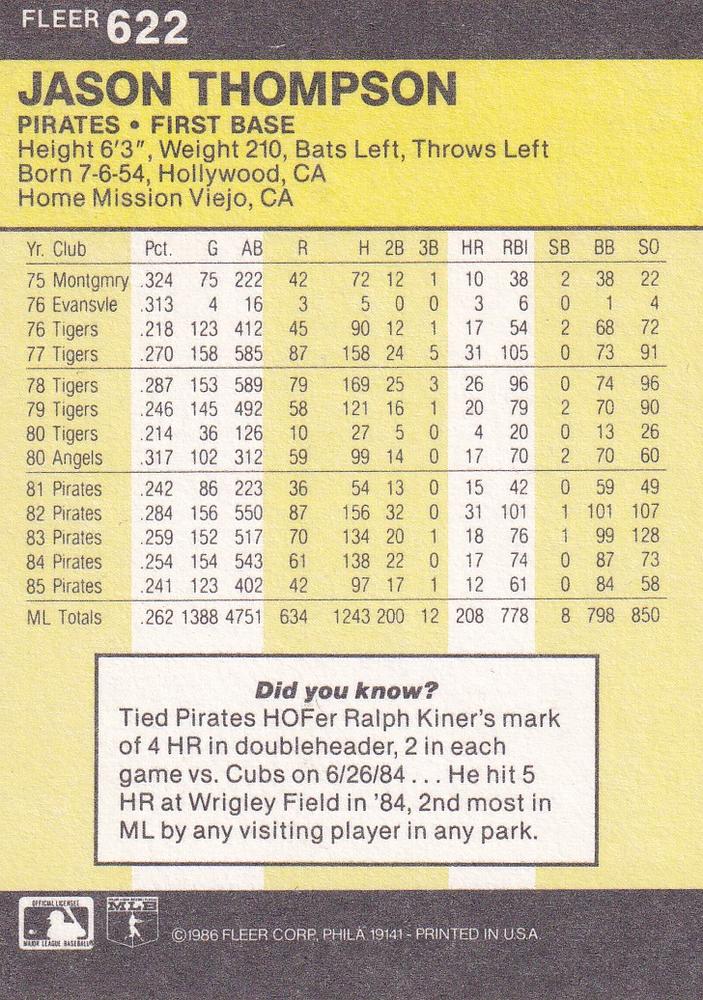 FLEER 622
JASON THOMPSON
PIRATES • FIRST BASE
Height 6'3", Weight 210, Bats Left, Throws Left
Born 7-6-54, Hollywood, CA
Home Mission Viejo, CA
Yr. Club Pct. G AB R H 2B 3B HR RBI SB BB SO
75 Montgmry .324 75 222 42 72 12 1 10 38 2 38 22
76 Evansvle .313 4 16 3 5 0 0 3 6 0 1 4
76 Tigers .218 123 412 45 90 12 1 17 54 2 68 72
77 Tigers .270 158 585 87 158 24 5 31 105 0 73 91
78 Tigers .287 153 589 79 169 25 3 26 96 0 74 96
79 Tigers .246 145 492 58 121 16 1 20 79 2 70 90
80 Tigers .214 36 126 10 27 5 0 4 20 0 13 26
80 Angels .317 102 312 59 99 14 0 17 70 2 70 60
81 Pirates .242 86 223 36 54 13 0 15 42 0 59 49
82 Pirates .284 156 550 87 156 32 0 31 101 1 101 107
83 Pirates .259 152 517 70 134 20 1 18 76 1 99 128
84 Pirates .254 154 543 61 138 22 0 17 74 0 87 73
85 Pirates .241 123 402 42 97 17 1 12 61 0 84 58
ML Totals .262 1388 4751 634 1243 200 12 208 778 8 798 850
Did you know?
Tied Pirates HOFer Ralph Kiner's mark
of 4 HR in doubleheader, 2 in each
game vs. Cubs on 6/26/84 . . . He hit 5
HR at Wrigley Field in '84, 2nd most in
ML by any visiting player in any park.
OFFICIAL LICENSEE
MAJOR LEAGUE BASEBALL
MLB
©1986 FLEER CORP., PHILA. 19141 - PRINTED IN U.S.A.